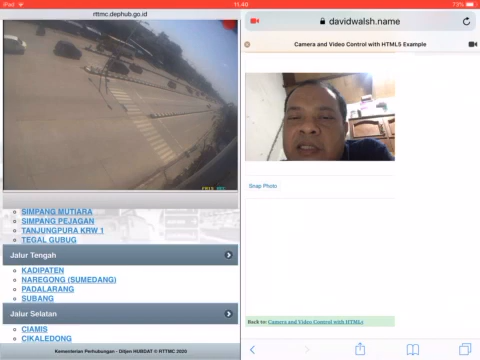 iPad
11.49
73%
rttmc.dephub.go.id
SIMPANG MUTIARA
SIMPANG PEJAGAN
TANJUNGPURA KRW 1
TEGAL GUBUG
Jalur Tengah
KADIPATEN
NAREGONG (SUMEDANG)
PADALARANG
SUBANG
Jalur Selatan
CIAMIS
CIKALEDONG
Kementerian Perhubungan - Ditjen HUBDAT © RTTMC 2020
davidwalsh.name
Camera and Video Control with HTML5 Example
Snap Photo
Back to: Camera and Video Control with HTML5